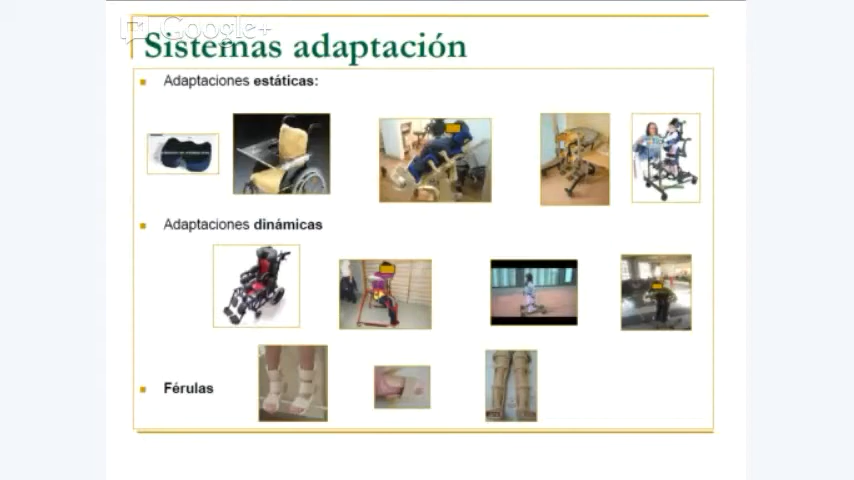 Google+
Sistemas adaptación
Adaptaciones estáticas:
Adaptaciones dinámicas
Férulas